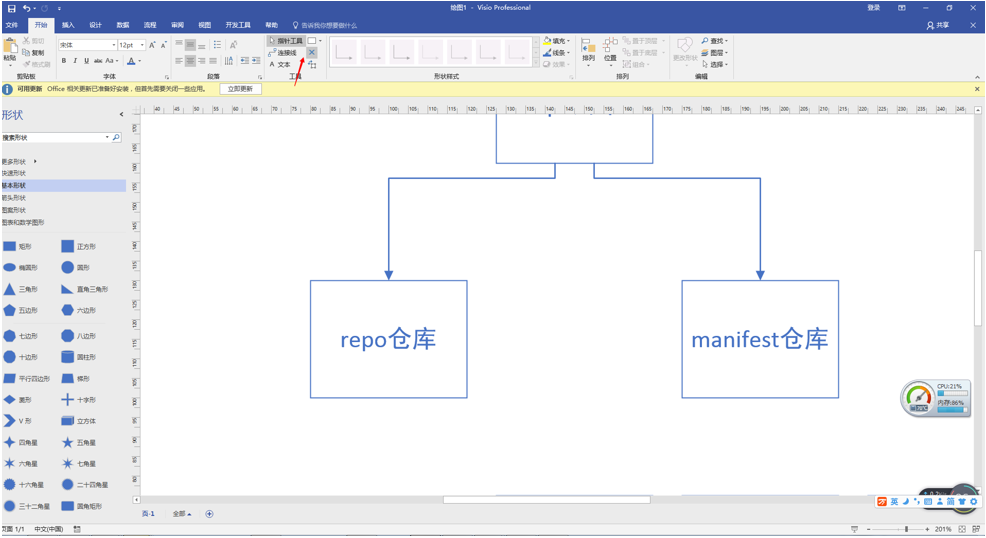 绘图1 - Visio Professional
登录
文件 开始 插入 设计 数据 流程 审阅 视图 开发工具 帮助 告诉我你想要做什么
共享
粘贴 剪切 复制 格式刷
宋体 12pt
B I U abc Aa A
指针工具 连接线 A 文本
填充 线条 效果
排列 位置 置于顶层 置于底层 组合
更改形状 查找 图层 选择
剪贴板 字体 段落 工具 形状样式 排列 编辑
可用更新 Office 相关更新已准备好安装，但首先需要关闭一些应用。 立即更新
形状
搜索形状
更多形状
快速形状
基本形状
箭头形状
图案形状
图表和数学图形
矩形 正方形
椭圆形 圆形
三角形 直角三角形
五边形 六边形
七边形 八边形
十边形 圆柱形
平行四边形 梯形
菱形 十字形
V 形 立方体
四角星 五角星
六角星 七角星
十六角星 二十四角星
三十二角星 圆角矩形
repo仓库
manifest仓库
CPU:21%
内存:86%
英 简
页-1 全部
页面 1/1 中文(中国)
201%